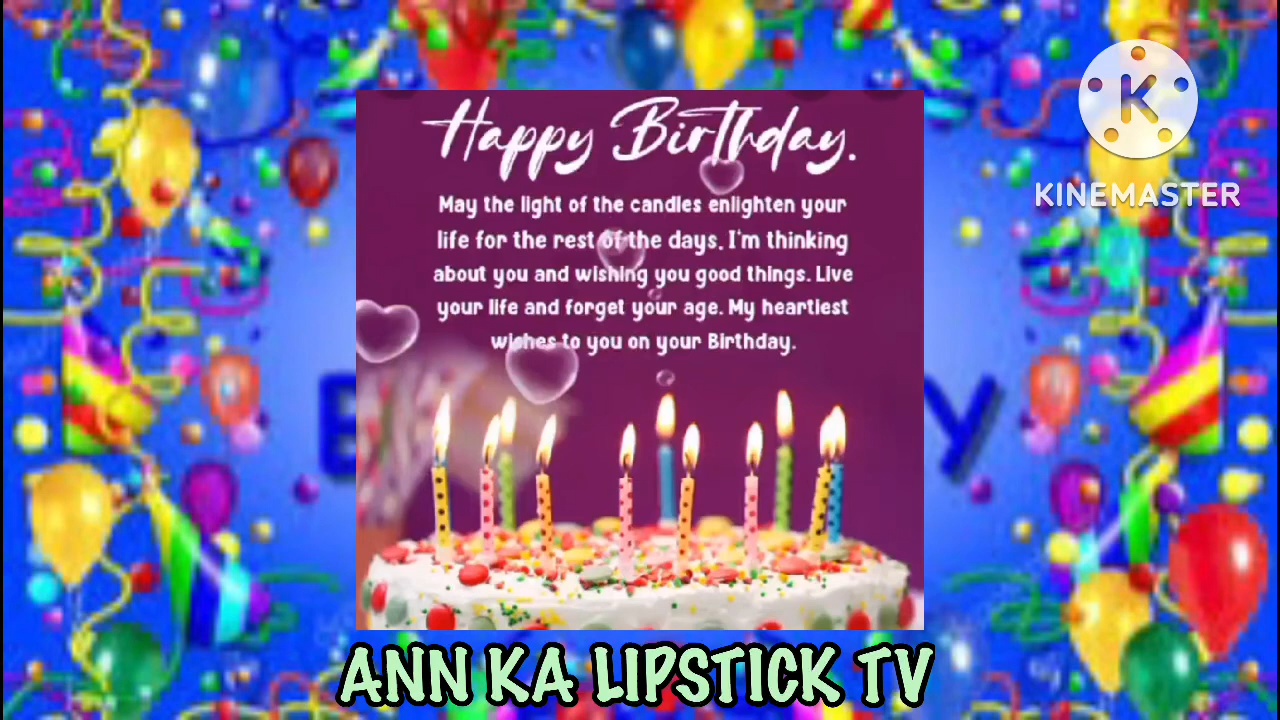 Happy Birthday.
K
KINEMASTER
May the light of the candles enlighten your
life for the rest of the days. I'm thinking
about you and wishing you good things. Live
your life and forget your age. My heartiest
wishes to you on your Birthday.
B Y
ANN KA LIPSTICK TV